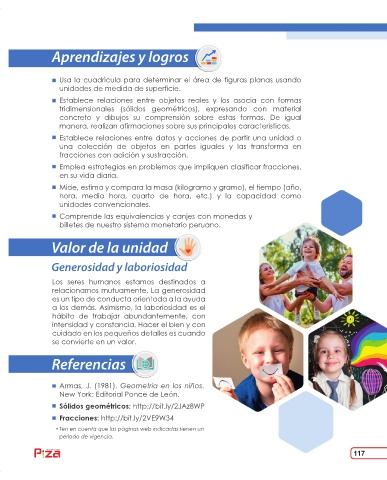 Aprendizajes y logros
Usa la cuadrícula para determinar el área de figuras planas usando
unidades de medida de superficie.
Establece relaciones entre objetos reales y los asocia con formas
tridimensionales (sólidos geométricos), expresando con material
concreto y dibujos su comprensión sobre estas formas. De igual
manera, realizan afirmaciones sobre sus principales características.
Establece relaciones entre datos y acciones de partir una unidad o
una colección de objetos en partes iguales y las transforma en
fracciones con adición y sustracción.
Emplea estrategias en problemas que impliquen clasificar fracciones,
en su vida diaria.
Mide, estima y compara la masa (kilogramo y gramo), el tiempo (año,
hora, media hora, cuarto de hora, etc.) y la capacidad como
unidades convencionales.
Comprende las equivalencias y canjes con monedas y
billetes de nuestro sistema monetario peruano.
Valor de la unidad
Generosidad y laboriosidad
Los seres humanos estamos destinados a
relacionarnos mutuamente. La generosidad
es un tipo de conducta orientada a la ayuda
a los demás. Asimismo, la laboriosidad es el
hábito de trabajar abundantemente, con
intensidad y constancia. Hacer el bien y con
cuidado en los pequeños detalles es cuando
se convierte en un valor.
Referencias
Armas, J. (1981). Geometría en los niños.
New York: Editorial Ponce de León.
Sólidos geométricos: http://bit.ly/2JAz8WP
Fracciones: http://bit.ly/2VE9W34
* Ten en cuenta que las páginas web indicadas tienen un
periodo de vigencia.
Piza
117